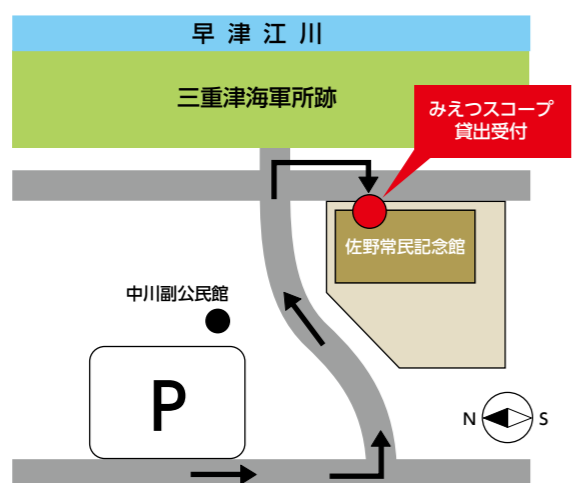 早津江川
三重津海軍所跡
みえつスコープ
貸出受付
佐野常民記念館
中川副公民館
P
N S